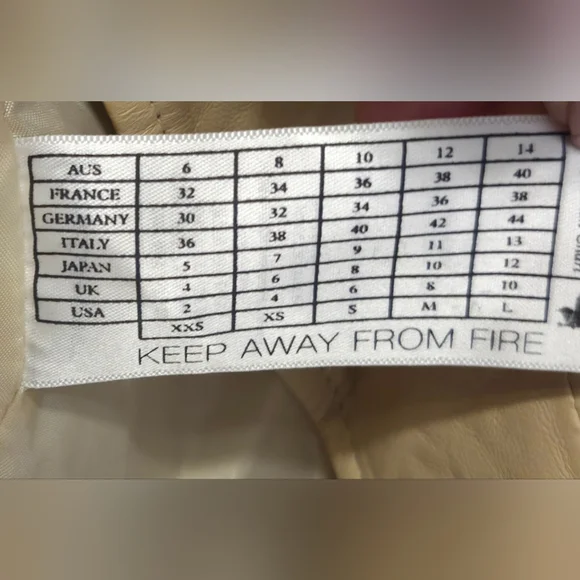 AUS 6 8 10 12 14
FRANCE 32 34 36 38 40
GERMANY 30 32 34 36 38
ITALY 36 38 40 42 44
JAPAN 5 7 9 11 13
UK 4 6 8 10 12
USA 2 4 6 8 10
XXS XS S M L
KEEP AWAY FROM FIRE